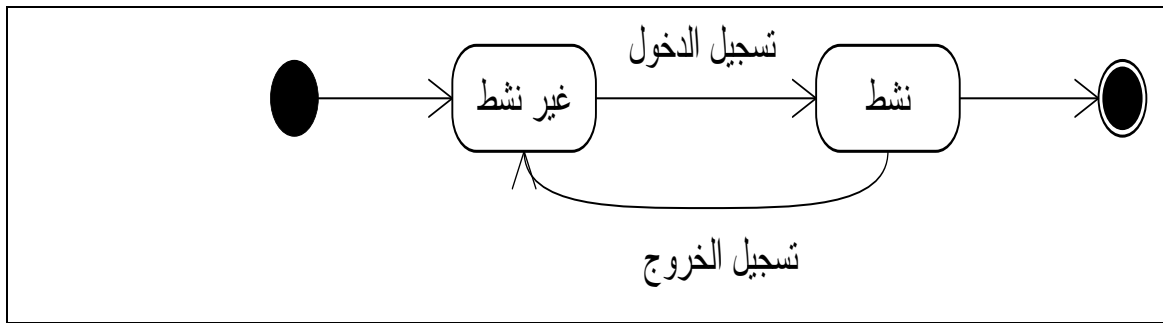 تسجيل الدخول
غير نشط
نشط
تسجيل الخروج